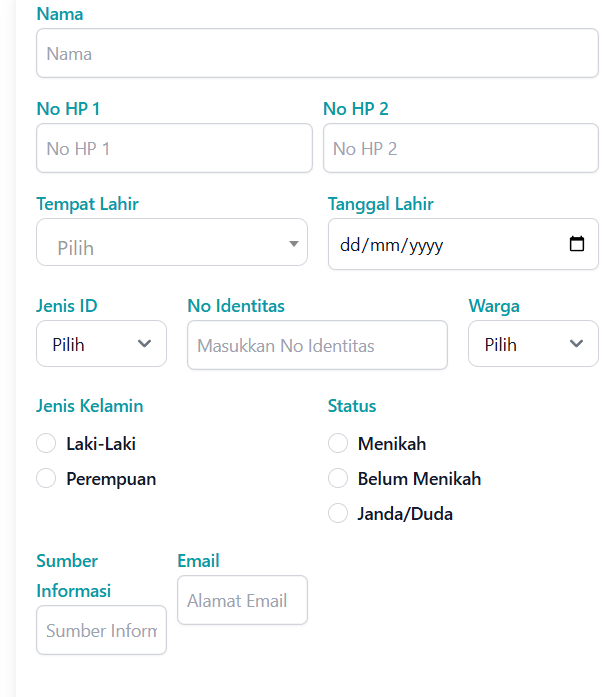 Nama
Nama
No HP 1 No HP 2
No HP 1 No HP 2
Tempat Lahir Tanggal Lahir
Pilih dd/mm/yyyy
Jenis ID No Identitas Warga
Pilih Masukkan No Identitas Pilih
Jenis Kelamin Status
Laki-Laki Menikah
Perempuan Belum Menikah
Janda/Duda
Sumber Email
Informasi
Alamat Email
Sumber Inform